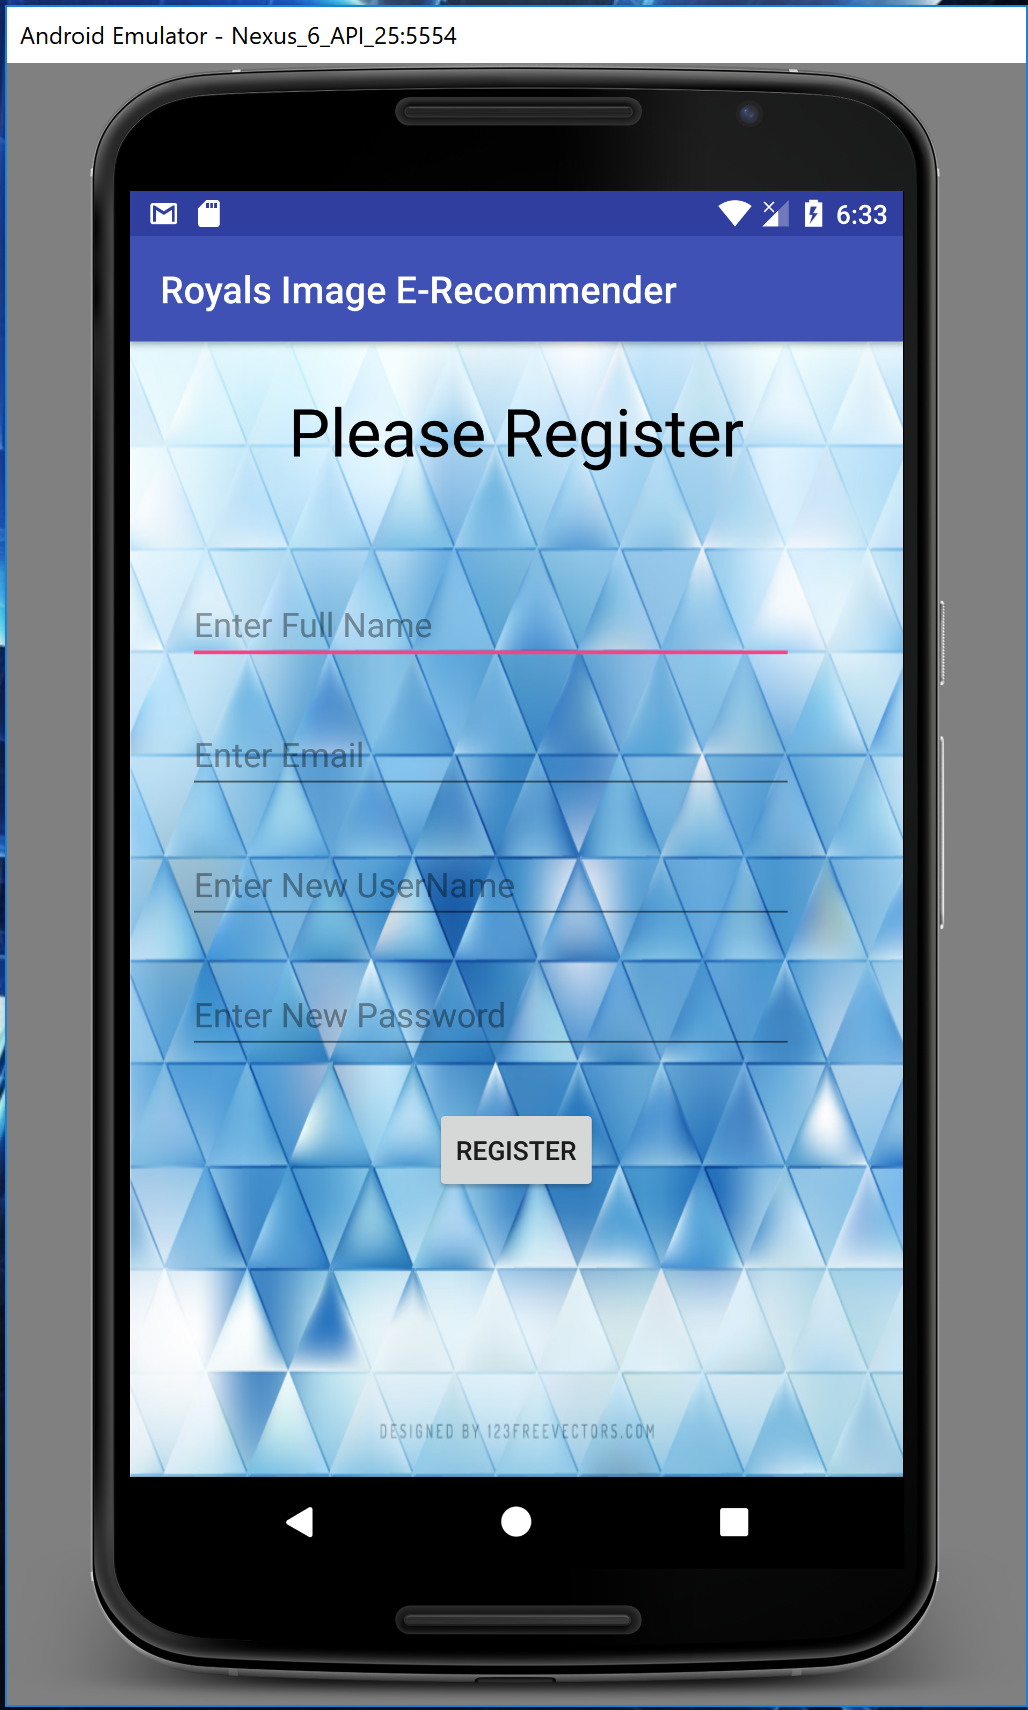 Android Emulator - Nexus_6_API_25:5554
6:33
Royals Image E-Recommender
Please Register
Enter Full Name
Enter Email
Enter New UserName
Enter New Password
REGISTER
DESIGNED BY 123FREEVECTORS.COM